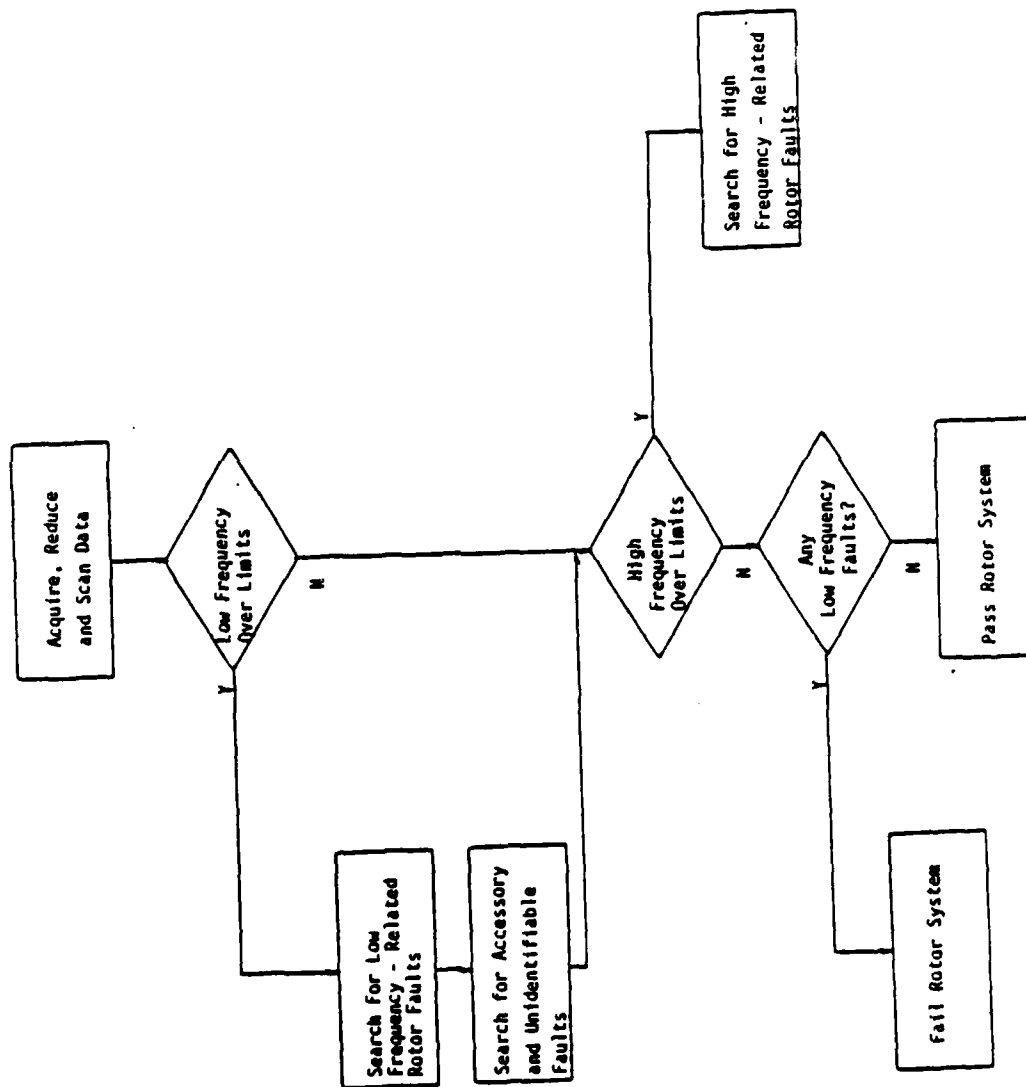 Acquire, Reduce
and Scan Data
Low Frequency
Over Limits
Y
N
Search for Low
Frequency - Related
Rotor Faults
Search for Accessory
and Unidentifiable
Faults
High
Frequency
Over Limits
Y
N
Search for High
Frequency - Related
Rotor Faults
Any
Low Frequency
Faults?
Y
N
Fail Rotor System
Pass Rotor System